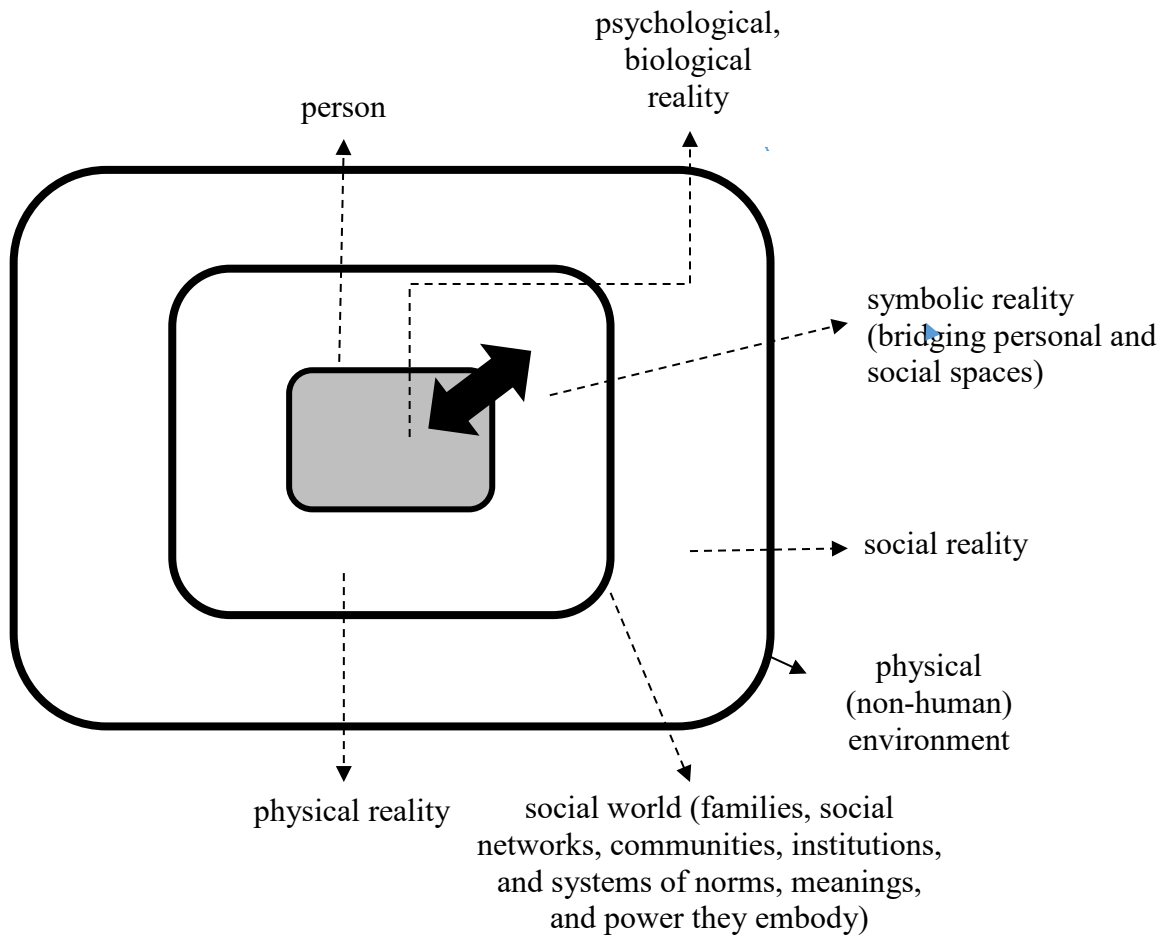 psychological,
biological
reality
person
symbolic reality
(bridging personal and
social spaces)
social reality
physical
(non-human)
environment
physical reality
social world (families, social
networks, communities, institutions,
and systems of norms, meanings,
and power they embody)